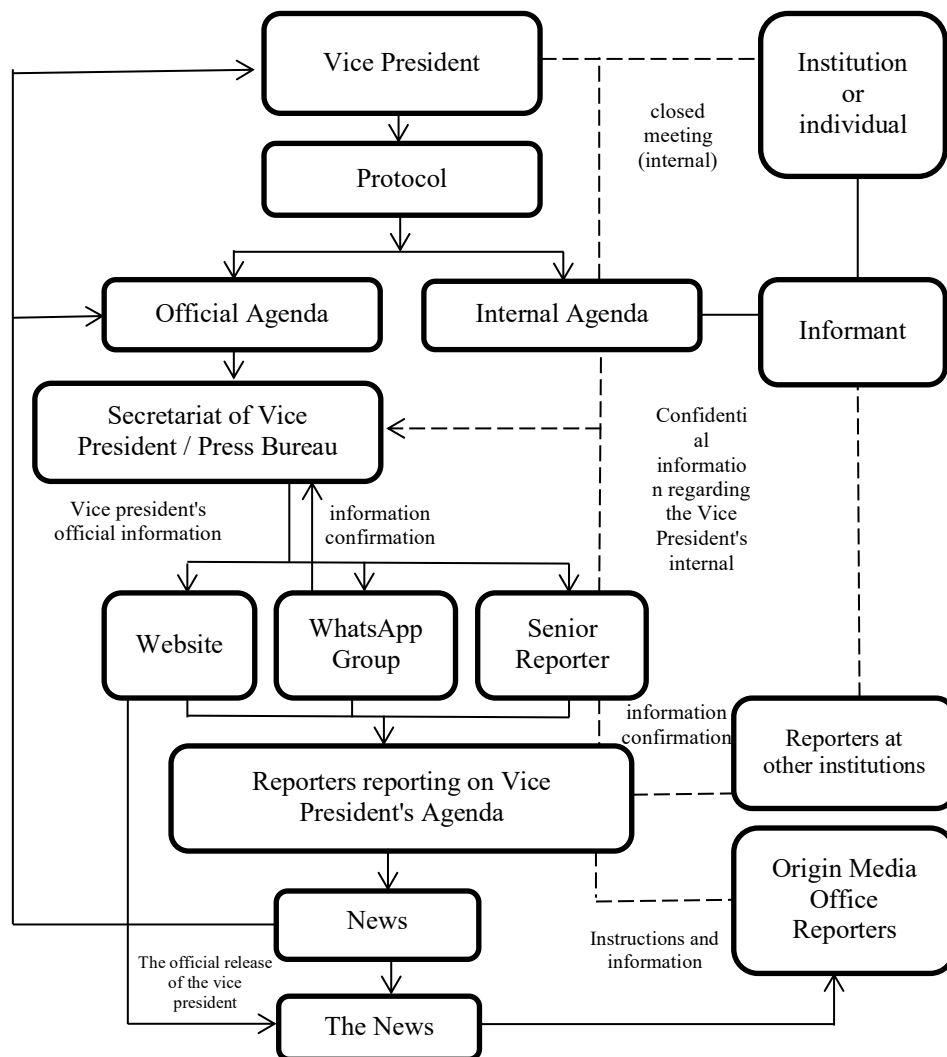 Vice President
Institution
or
individual
closed
meeting
(internal)
Protocol
Official Agenda
Internal Agenda
Informant
Secretariat of Vice
President / Press Bureau
Confidenti
al
informatio
n regarding
the Vice
President's
internal
Vice president's
official information
information
confirmation
Website
WhatsApp
Group
Senior
Reporter
information
confirmation
Reporters at
other institutions
Reporters reporting on Vice
President's Agenda
Origin Media
Office
Reporters
News
Instructions and
information
The official release
of the vice
president
The News